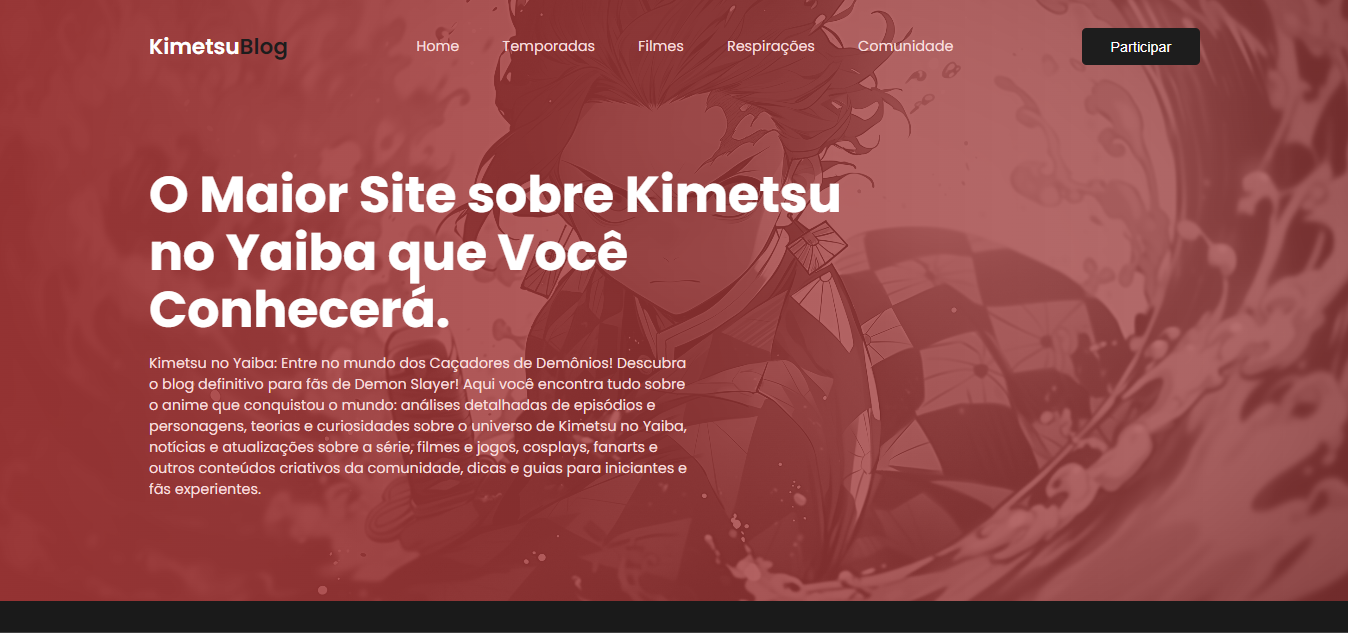 KimetsuBlog
Home Temporadas Filmes Respirações Comunidade
Participar
O Maior Site sobre Kimetsu
no Yaiba que Você
Conhecerá.
Kimetsu no Yaiba: Entre no mundo dos Caçadores de Demônios! Descubra
o blog definitivo para fãs de Demon Slayer! Aqui você encontra tudo sobre
o anime que conquistou o mundo: análises detalhadas de episódios e
personagens, teorias e curiosidades sobre o universo de Kimetsu no Yaiba,
notícias e atualizações sobre a série, filmes e jogos, cosplays, fanarts e
outros conteúdos criativos da comunidade, dicas e guias para iniciantes e
fãs experientes.